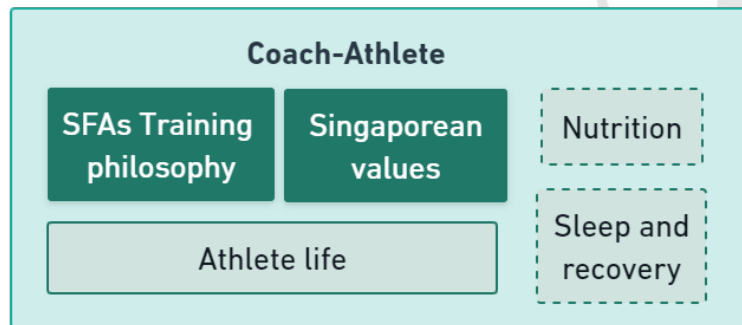 Coach-Athlete
SFAs Training
philosophy
Singaporean
values
Nutrition
Athlete life
Sleep and
recovery